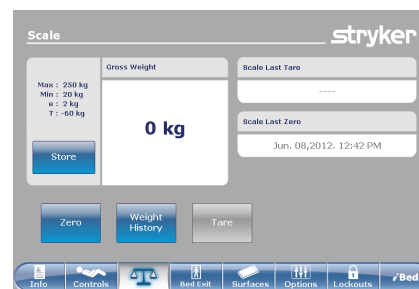 Scale
stryker
Max : 250 kg
Min : 20 kg
e : 2 kg
T : -60 kg
Store
Gross Weight
0 kg
Scale Last Tare
----
Scale Last Zero
Jun. 08,2012. 12:42 PM
Zero
Weight
History
Tare
Info
Controls
Bed Exit
Surfaces
Options
Lockouts
iBed